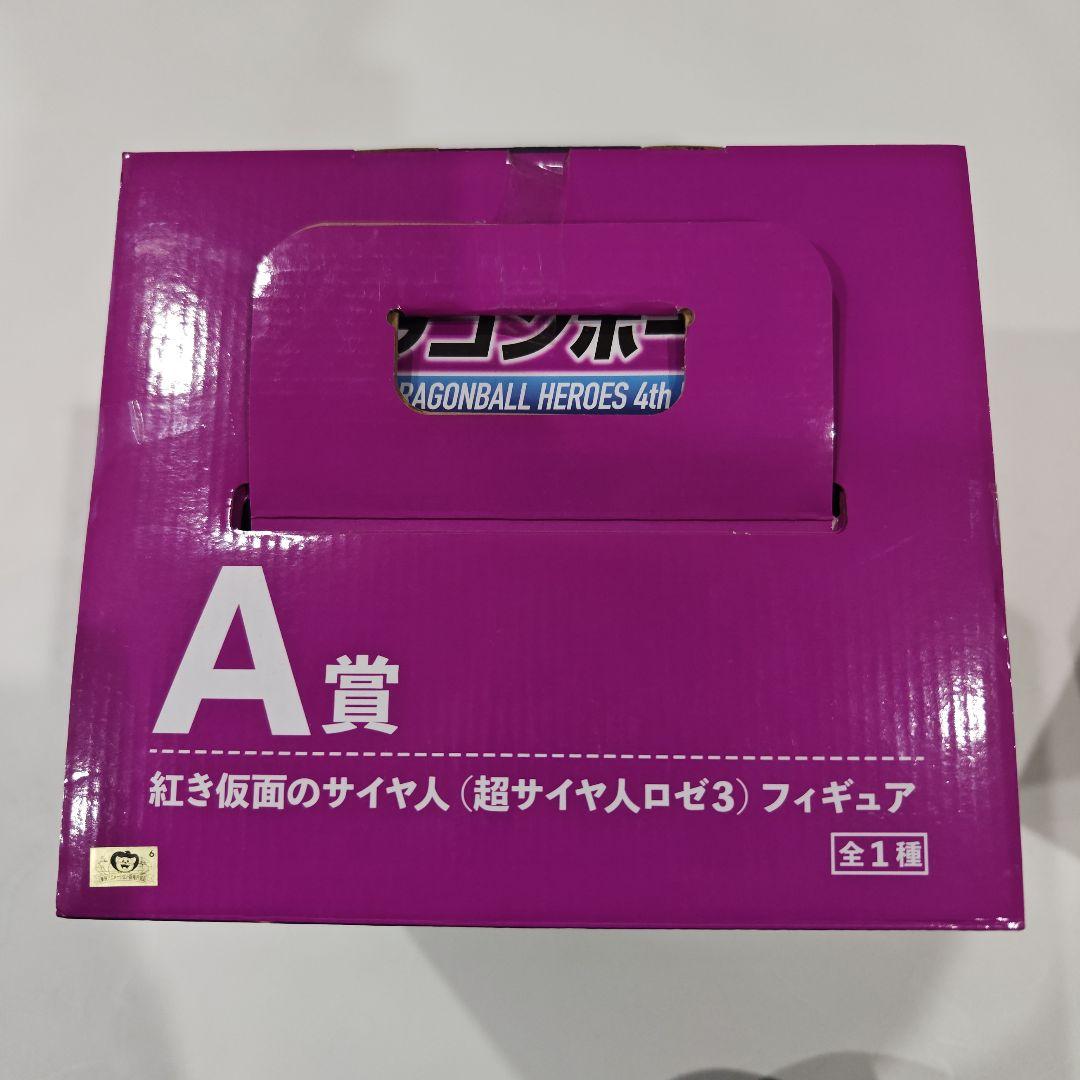 ラゴンボー
RAGONBALL HEROES 4th
A賞
紅き仮面のサイヤ人(超サイヤ人ロゼ3)フィギュア
全1種
6